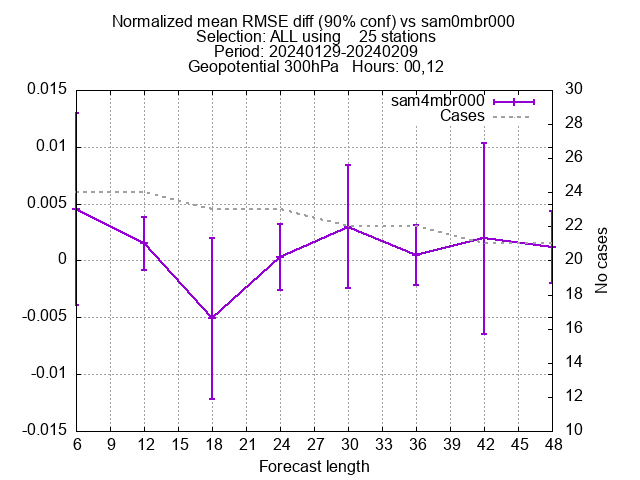 Normalized mean RMSE diff (90% conf) vs sam0mbr000
Selection: ALL using    25 stations
Period: 20240129-20240209
Geopotential 300hPa   Hours: 00,12
sam4mbr000
Cases
0.015
0.01
0.005
0
-0.005
-0.01
-0.015
30
28
26
24
22
20
18
16
14
12
10
No cases
6 9 12 15 18 21 24 27 30 33 36 39 42 45 48
Forecast length